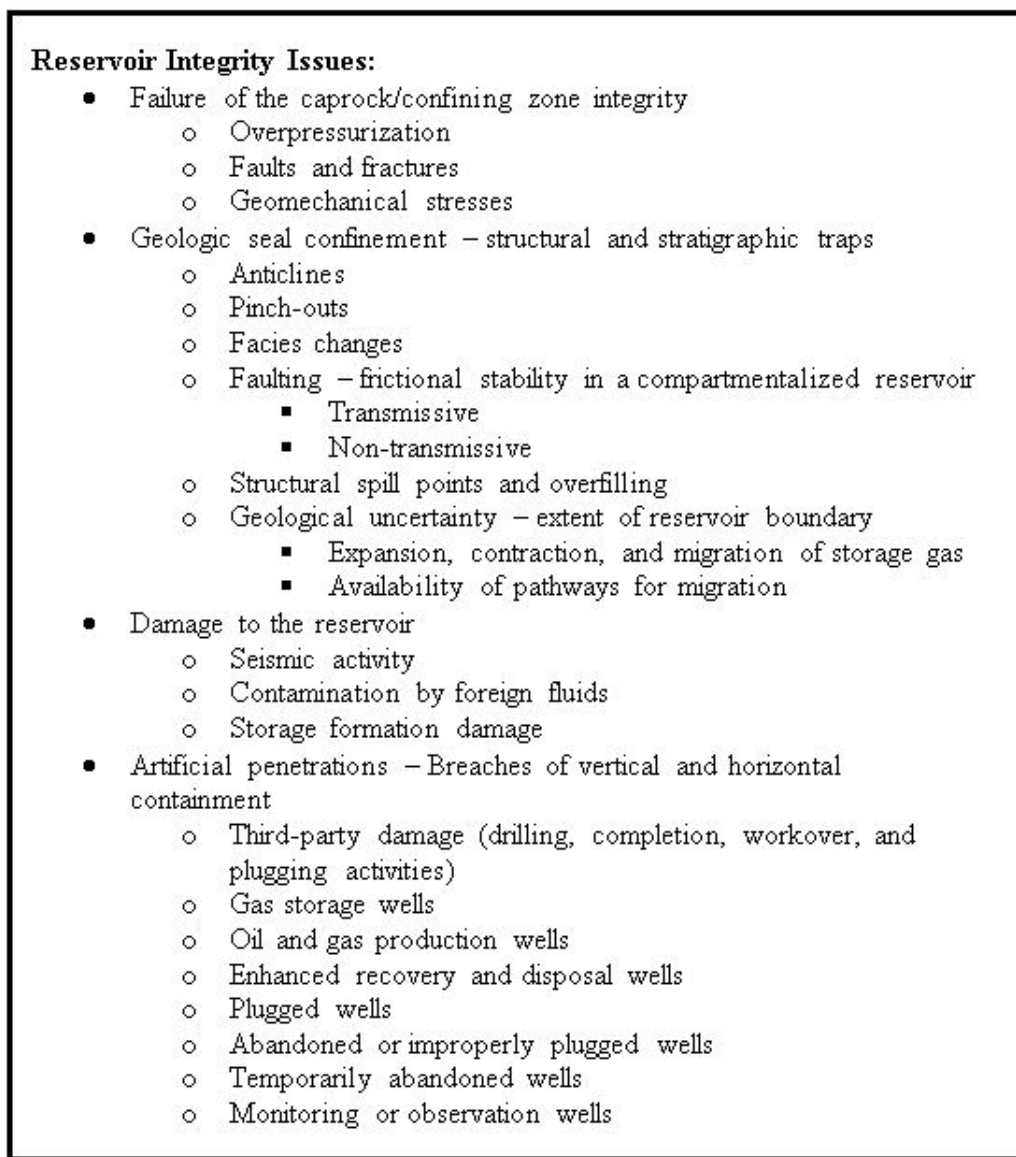 Reservoir Integrity Issues:
• Failure of the caprock/confining zone integrity
o Overpressurization
o Faults and fractures
o Geomechanical stresses
• Geologic seal confinement – structural and stratigraphic traps
o Anticlines
o Pinch-outs
o Facies changes
o Faulting – frictional stability in a compartmentalized reservoir
▪ Transmissive
▪ Non-transmissive
o Structural spill points and overfilling
o Geological uncertainty – extent of reservoir boundary
▪ Expansion, contraction, and migration of storage gas
▪ Availability of pathways for migration
• Damage to the reservoir
o Seismic activity
o Contamination by foreign fluids
o Storage formation damage
• Artificial penetrations – Breaches of vertical and horizontal
containment
o Third-party damage (drilling, completion, workover, and
plugging activities)
o Gas storage wells
o Oil and gas production wells
o Enhanced recovery and disposal wells
o Plugged wells
o Abandoned or improperly plugged wells
o Temporarily abandoned wells
o Monitoring or observation wells